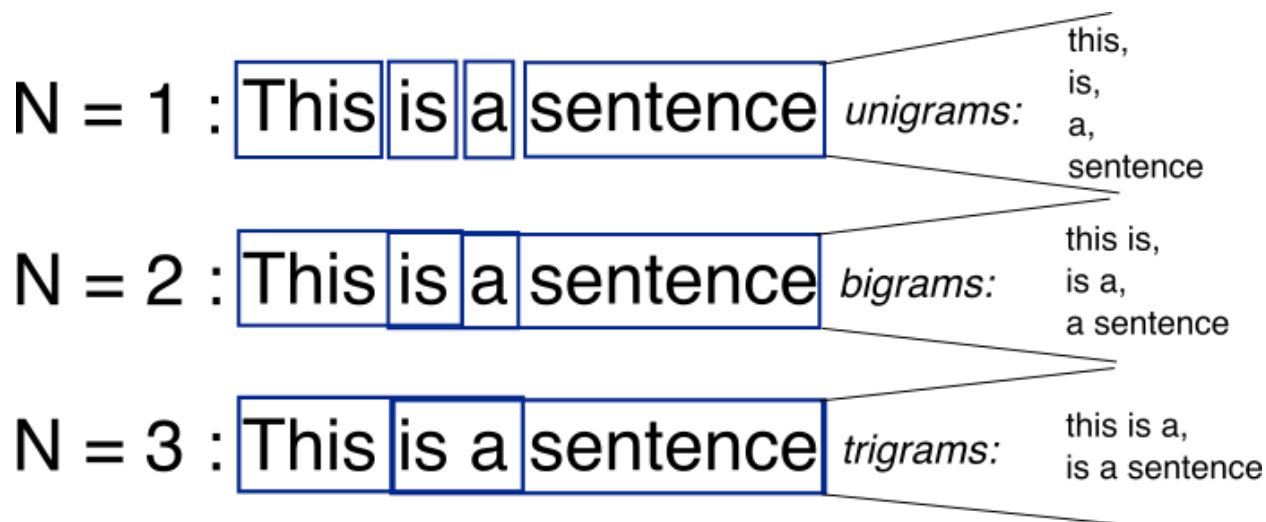 N = 1 : This is a sentence unigrams:
this,
is,
a,
sentence
N = 2 : This is a sentence bigrams:
this is,
is a,
a sentence
N = 3 : This is a sentence trigrams:
this is a,
is a sentence